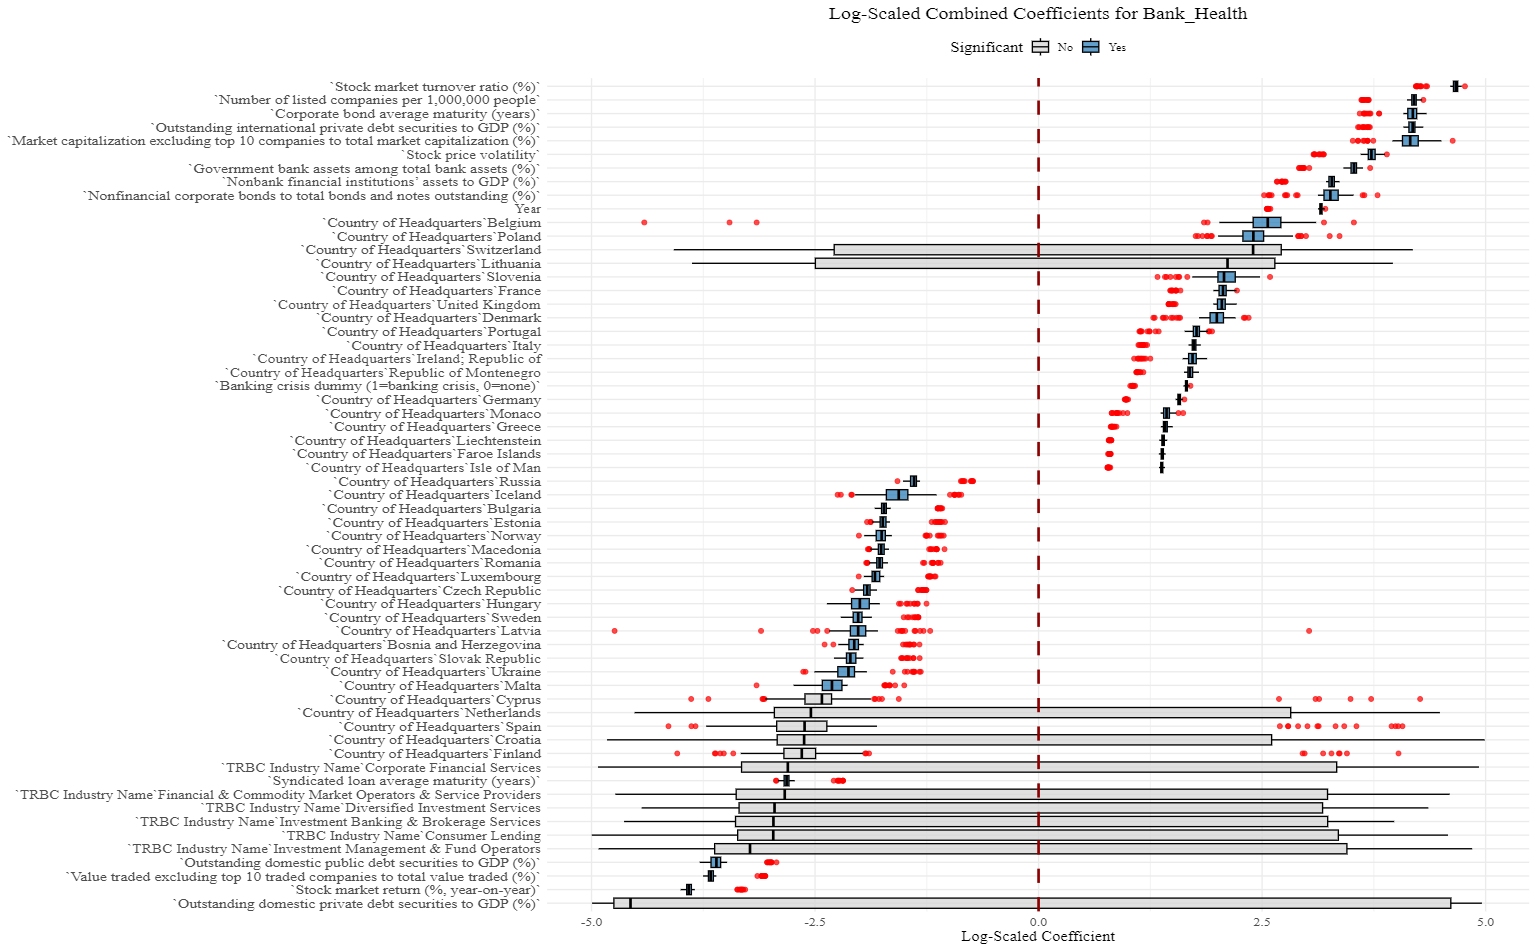 Log-Scaled Combined Coefficients for Bank_Health
Significant No Yes
`Stock market turnover ratio (%)`
`Number of listed companies per 1,000,000 people`
`Corporate bond average maturity (years)`
`Outstanding international private debt securities to GDP (%)`
`Market capitalization excluding top 10 companies to total market capitalization (%)`
`Stock price volatility`
`Government bank assets among total bank assets (%)`
`Nonbank financial institutions' assets to GDP (%)`
`Nonfinancial corporate bonds to total bonds and notes outstanding (%)`
Year
`Country of Headquarters`Belgium
`Country of Headquarters`Poland
`Country of Headquarters`Switzerland
`Country of Headquarters`Lithuania
`Country of Headquarters`Slovenia
`Country of Headquarters`France
`Country of Headquarters`United Kingdom
`Country of Headquarters`Denmark
`Country of Headquarters`Portugal
`Country of Headquarters`Italy
`Country of Headquarters`Ireland; Republic of
`Country of Headquarters`Republic of Montenegro
`Banking crisis dummy (1=banking crisis, 0=none)`
`Country of Headquarters`Germany
`Country of Headquarters`Monaco
`Country of Headquarters`Greece
`Country of Headquarters`Liechtenstein
`Country of Headquarters`Faroe Islands
`Country of Headquarters`Isle of Man
`Country of Headquarters`Russia
`Country of Headquarters`Iceland
`Country of Headquarters`Bulgaria
`Country of Headquarters`Estonia
`Country of Headquarters`Norway
`Country of Headquarters`Macedonia
`Country of Headquarters`Romania
`Country of Headquarters`Luxembourg
`Country of Headquarters`Czech Republic
`Country of Headquarters`Hungary
`Country of Headquarters`Sweden
`Country of Headquarters`Latvia
`Country of Headquarters`Bosnia and Herzegovina
`Country of Headquarters`Slovak Republic
`Country of Headquarters`Ukraine
`Country of Headquarters`Malta
`Country of Headquarters`Cyprus
`Country of Headquarters`Netherlands
`Country of Headquarters`Spain
`Country of Headquarters`Croatia
`Country of Headquarters`Finland
`TRBC Industry Name`Corporate Financial Services
`Syndicated loan average maturity (years)`
`TRBC Industry Name`Financial & Commodity Market Operators & Service Providers
`TRBC Industry Name`Diversified Investment Services
`TRBC Industry Name`Investment Banking & Brokerage Services
`TRBC Industry Name`Consumer Lending
`TRBC Industry Name`Investment Management & Fund Operators
`Outstanding domestic public debt securities to GDP (%)`
`Value traded excluding top 10 traded companies to total value traded (%)`
`Stock market return (%, year-on-year)`
`Outstanding domestic private debt securities to GDP (%)`
-5.0 -2.5 0.0 2.5 5.0
Log-Scaled Coefficient